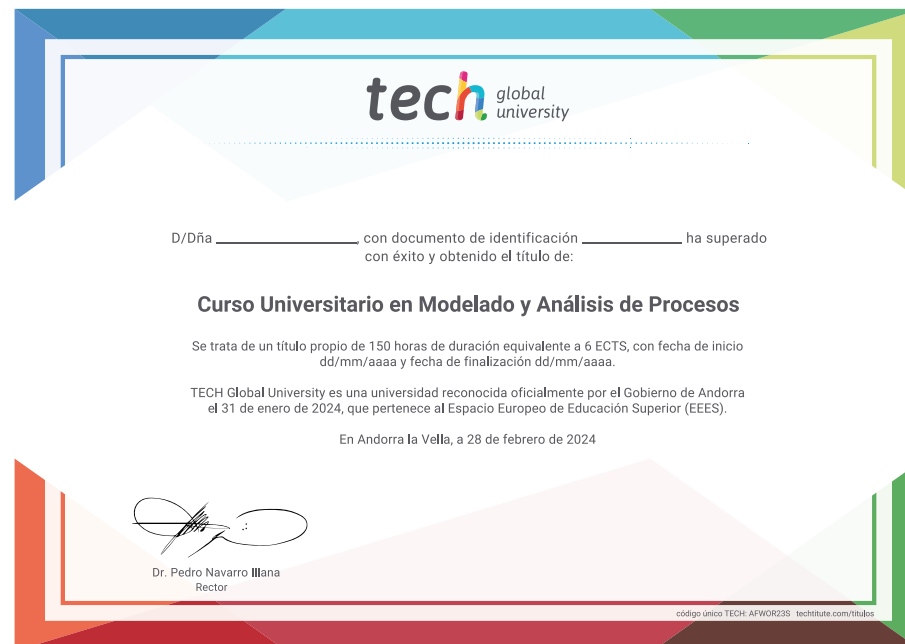 tech global university
D/Dña ____________________, con documento de identificación ______________ ha superado
con éxito y obtenido el título de:
Curso Universitario en Modelado y Análisis de Procesos
Se trata de un título propio de 150 horas de duración equivalente a 6 ECTS, con fecha de inicio
dd/mm/aaaa y fecha de finalización dd/mm/aaaa.
TECH Global University es una universidad reconocida oficialmente por el Gobierno de Andorra
el 31 de enero de 2024, que pertenece al Espacio Europeo de Educación Superior (EEES).
En Andorra la Vella, a 28 de febrero de 2024
Dr. Pedro Navarro Illana
Rector
código único TECH: AFWOR23S techtitute.com/titulos